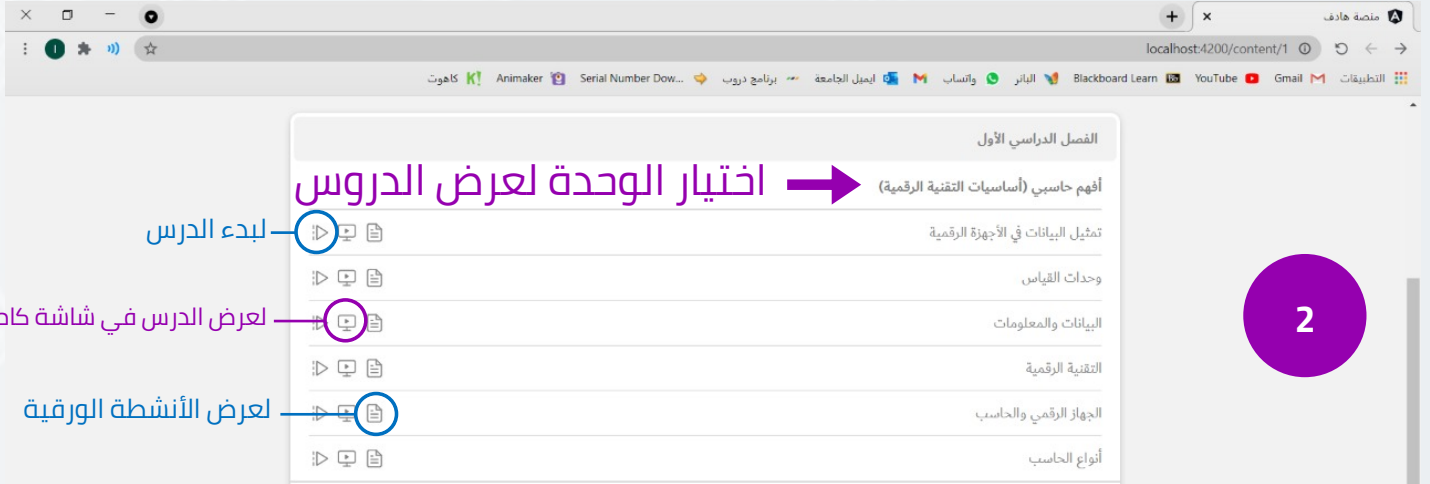 منصة هادف
localhost:4200/content/1
التطبيقات Gmail YouTube Blackboard Learn البانر واتساب ايميل الجامعة برنامج دروب Serial Number Dow... Animaker كاهوت
الفصل الدراسي الأول
أفهم حاسبي (أساسيات التقنية الرقمية)
اختيار الوحدة لعرض الدروس
تمثيل البيانات في الأجهزة الرقمية
لبدء الدرس
وحدات القياس
البيانات والمعلومات
لعرض الدرس في شاشة
2
التقنية الرقمية
الجهاز الرقمي والحاسب
لعرض الأنشطة الورقية
أنواع الحاسب